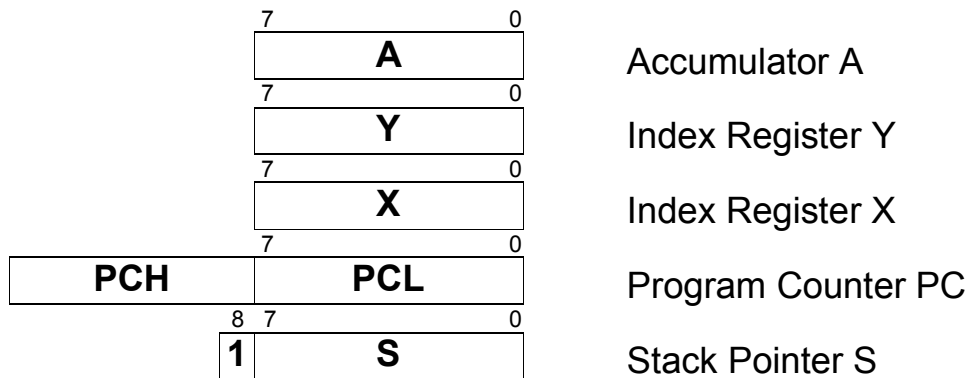 7 0
A Accumulator A
7 0
Y Index Register Y
7 0
X Index Register X
7 0
PCH PCL Program Counter PC
8 7 0
1 S Stack Pointer S